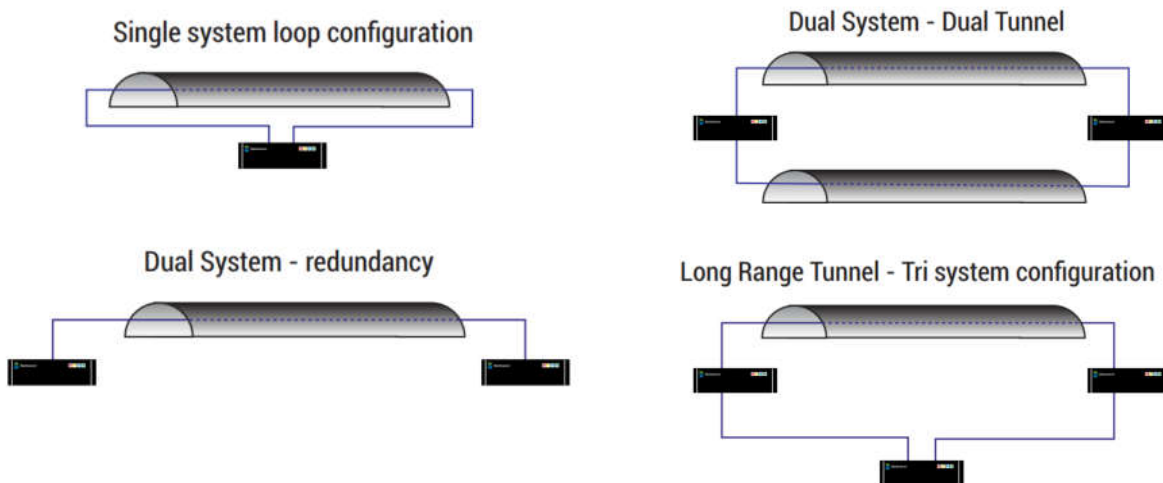 Single system loop configuration
Dual System - Dual Tunnel
Dual System - redundancy
Long Range Tunnel - Tri system configuration